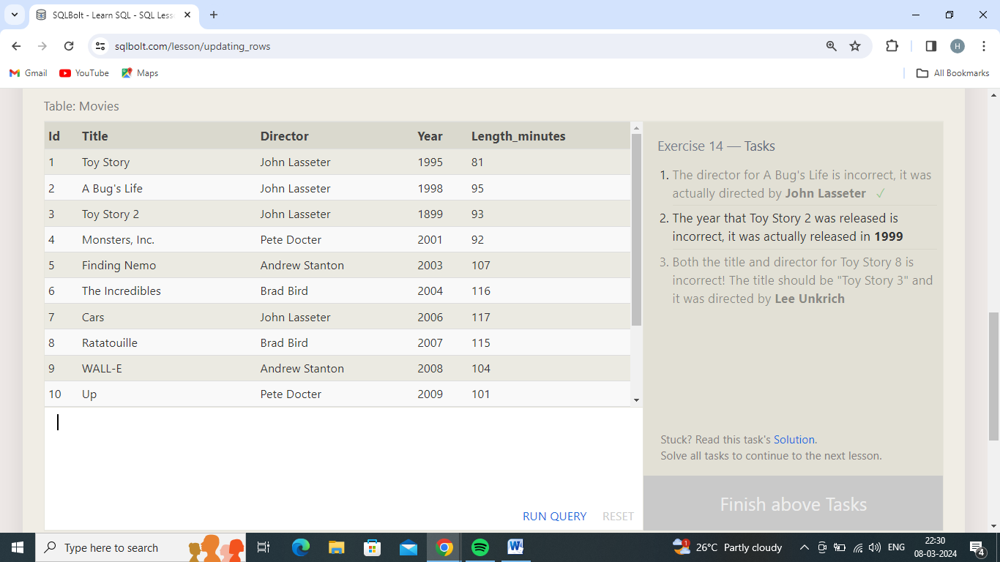 SQLBolt - Learn SQL - SQL Less
sqlbolt.com/lesson/updating_rows
H
Gmail YouTube Maps All Bookmarks
Table: Movies
Id Title Director Year Length_minutes
1 Toy Story John Lasseter 1995 81
2 A Bug's Life John Lasseter 1998 95
3 Toy Story 2 John Lasseter 1899 93
4 Monsters, Inc. Pete Docter 2001 92
5 Finding Nemo Andrew Stanton 2003 107
6 The Incredibles Brad Bird 2004 116
7 Cars John Lasseter 2006 117
8 Ratatouille Brad Bird 2007 115
9 WALL-E Andrew Stanton 2008 104
10 Up Pete Docter 2009 101
RUN QUERY RESET
Exercise 14 — Tasks
1. The director for A Bug's Life is incorrect, it was
actually directed by John Lasseter ✓
2. The year that Toy Story 2 was released is
incorrect, it was actually released in 1999
3. Both the title and director for Toy Story 8 is
incorrect! The title should be "Toy Story 3" and
it was directed by Lee Unkrich
Stuck? Read this task's Solution.
Solve all tasks to continue to the next lesson.
Finish above Tasks
Type here to search
W
1
26°C Partly cloudy
ENG
22:30
08-03-2024
4